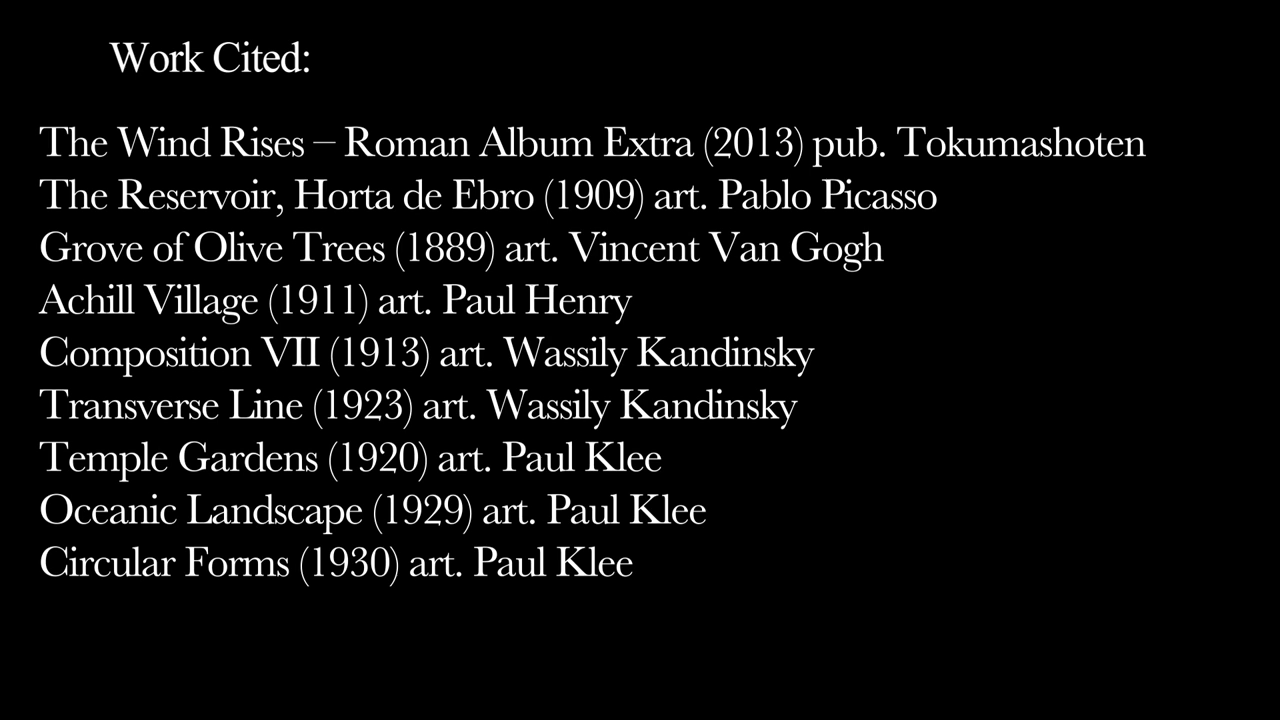 Work Cited:
The Wind Rises – Roman Album Extra (2013) pub. Tokumashoten
The Reservoir, Horta de Ebro (1909) art. Pablo Picasso
Grove of Olive Trees (1889) art. Vincent Van Gogh
Achill Village (1911) art. Paul Henry
Composition VII (1913) art. Wassily Kandinsky
Transverse Line (1923) art. Wassily Kandinsky
Temple Gardens (1920) art. Paul Klee
Oceanic Landscape (1929) art. Paul Klee
Circular Forms (1930) art. Paul Klee